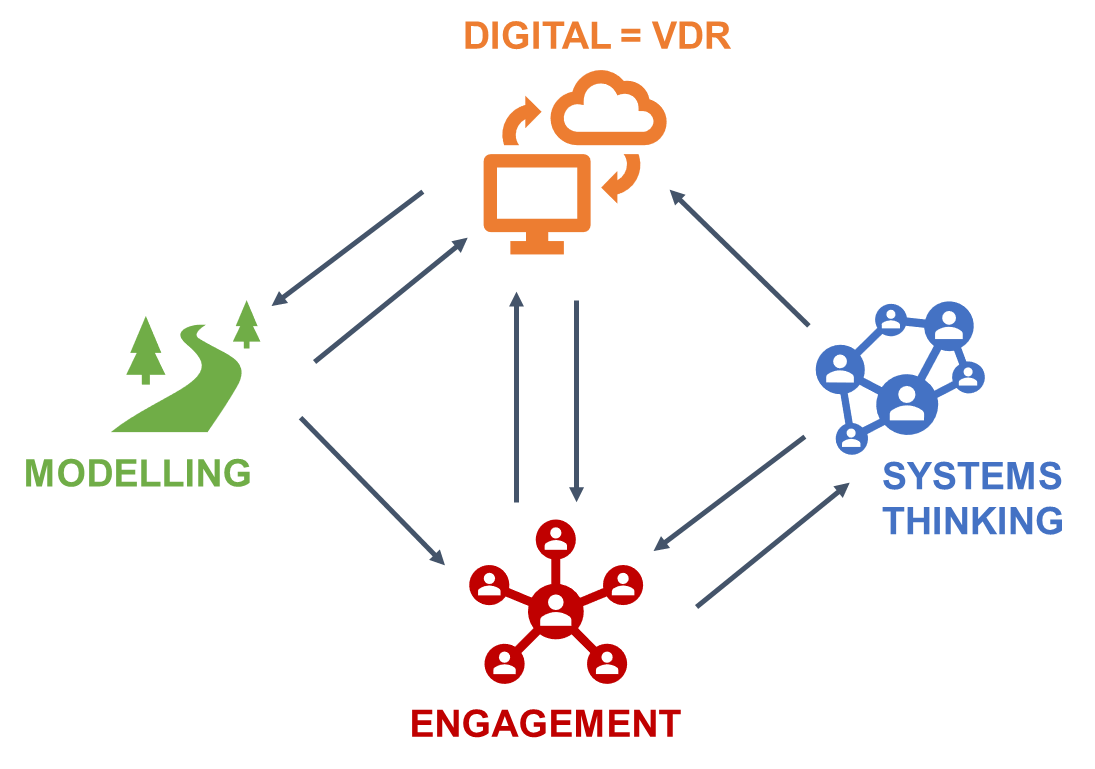 DIGITAL = VDR
MODELLING
SYSTEMS
THINKING
ENGAGEMENT